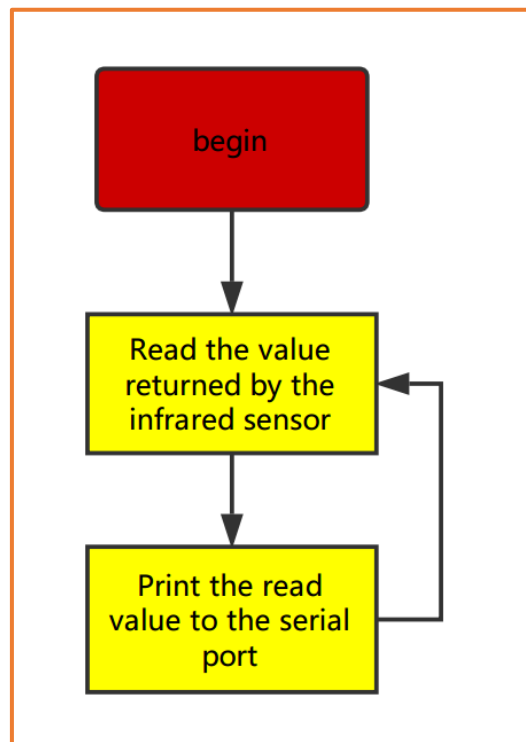 begin
Read the value
returned by the
infrared sensor
Print the read
value to the serial
port